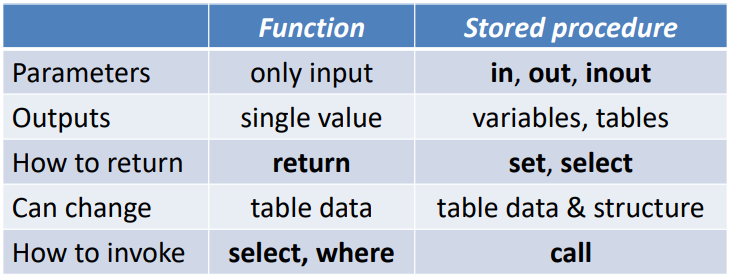 Function Stored procedure
Parameters only input in, out, inout
Outputs single value variables, tables
How to return return set, select
Can change table data table data & structure
How to invoke select, where call